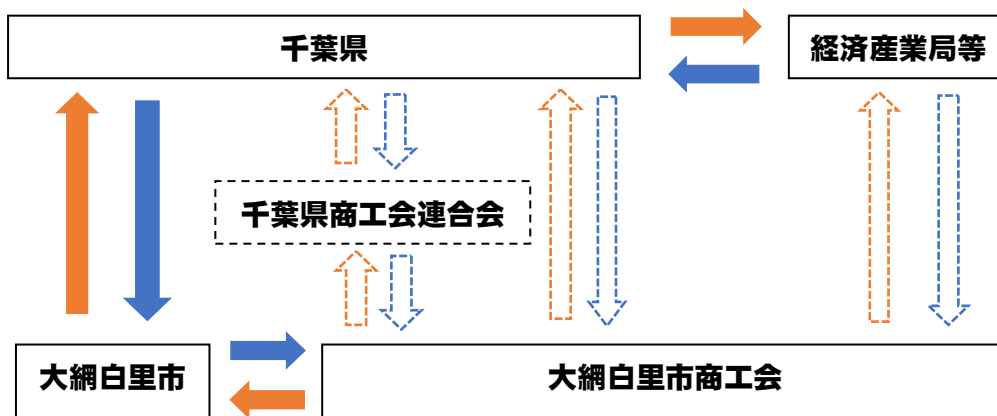 千葉県
経済産業局等
千葉県商工会連合会
大網白里市
大網白里市商工会